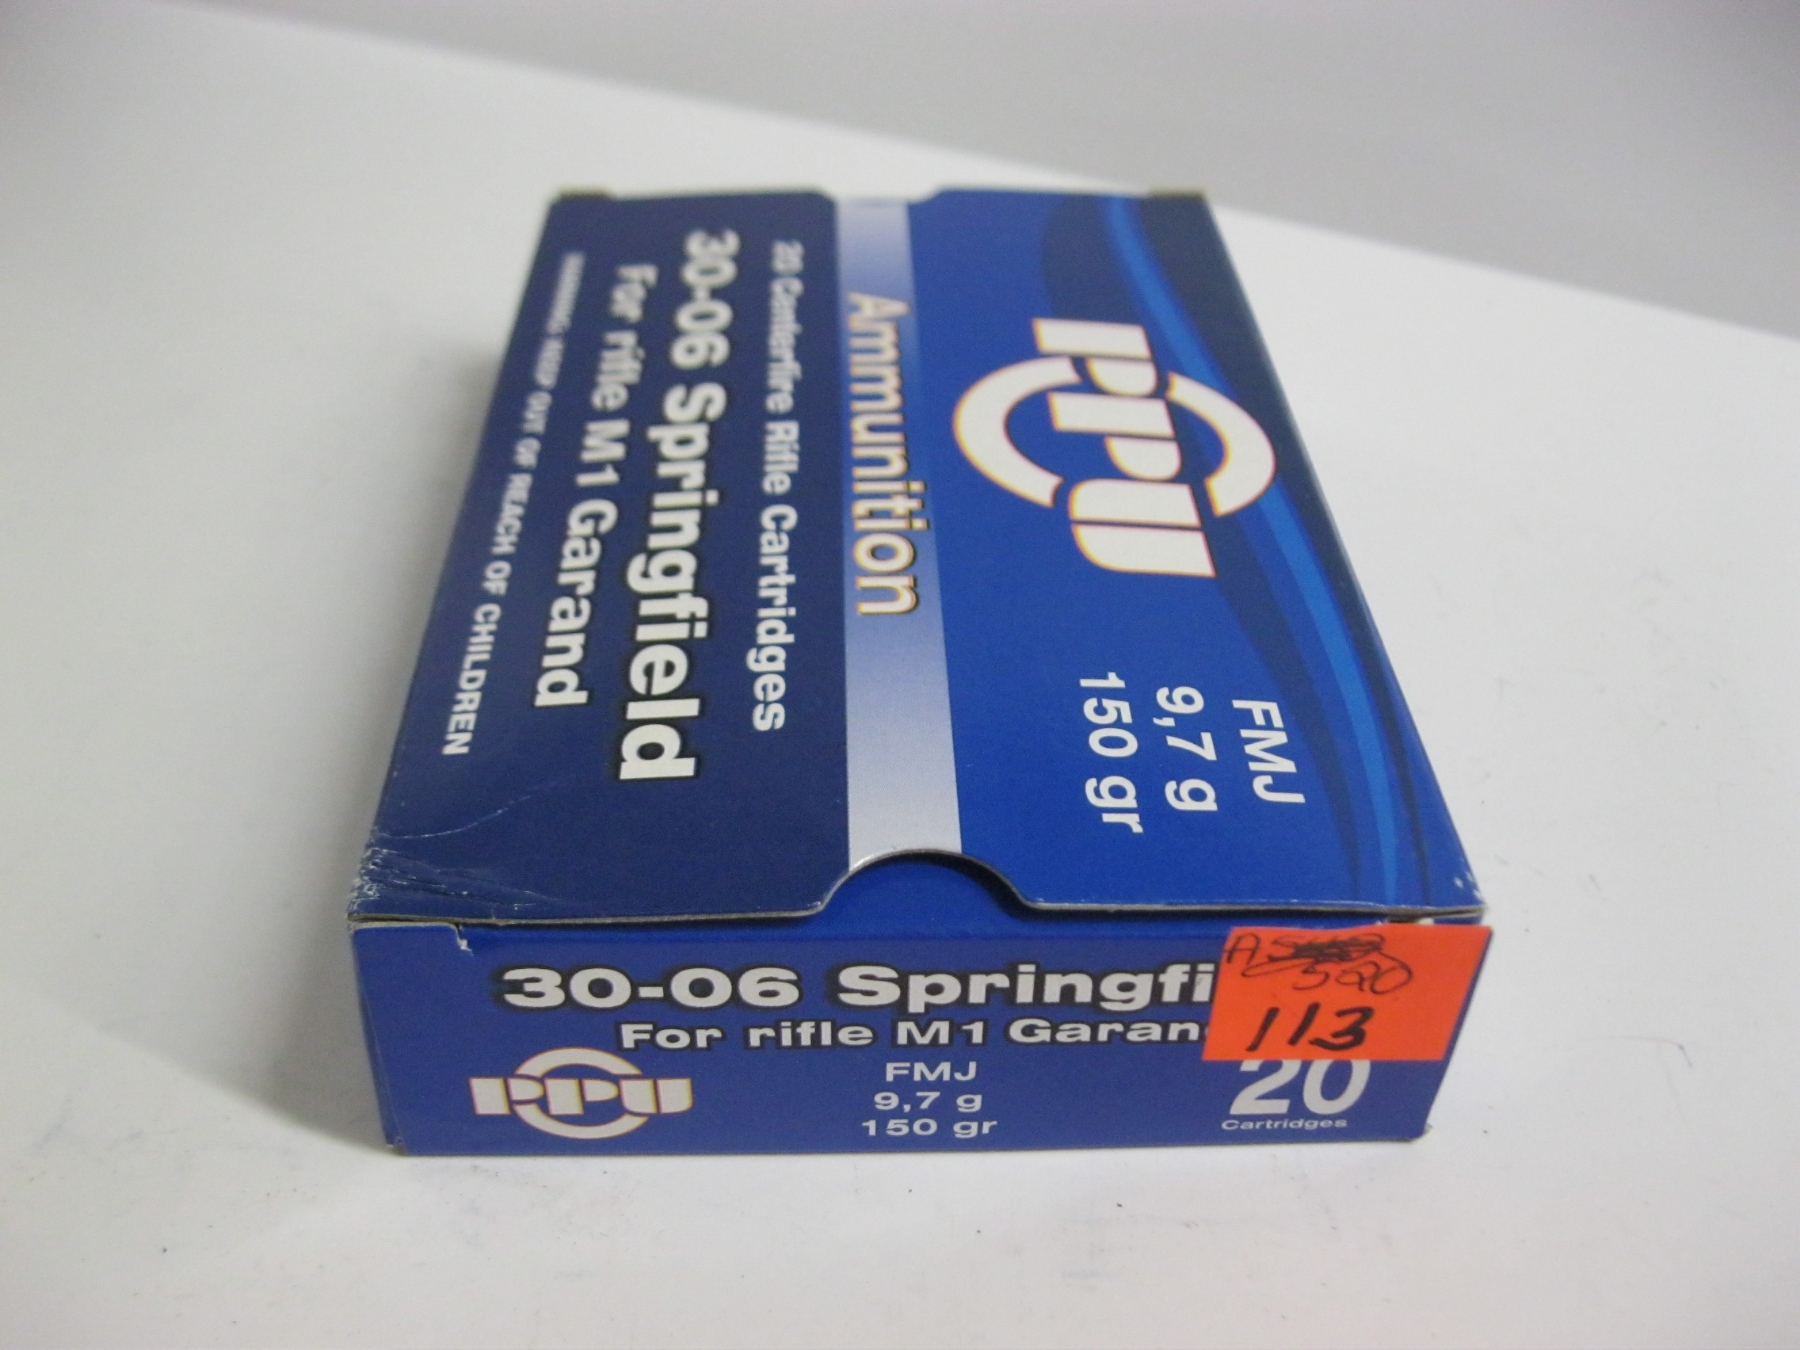 PPU
FMJ
9,7 g
150 gr
Ammunition
20 Centerfire Rifle Cartridges
30-06 Springfield
For rifle M1 Garand
WARNING: KEEP OUT OF REACH OF CHILDREN
30-06 Springfi
For rifle M1 Garan
PPU
FMJ
9,7 g
150 gr
20
Cartridges
113